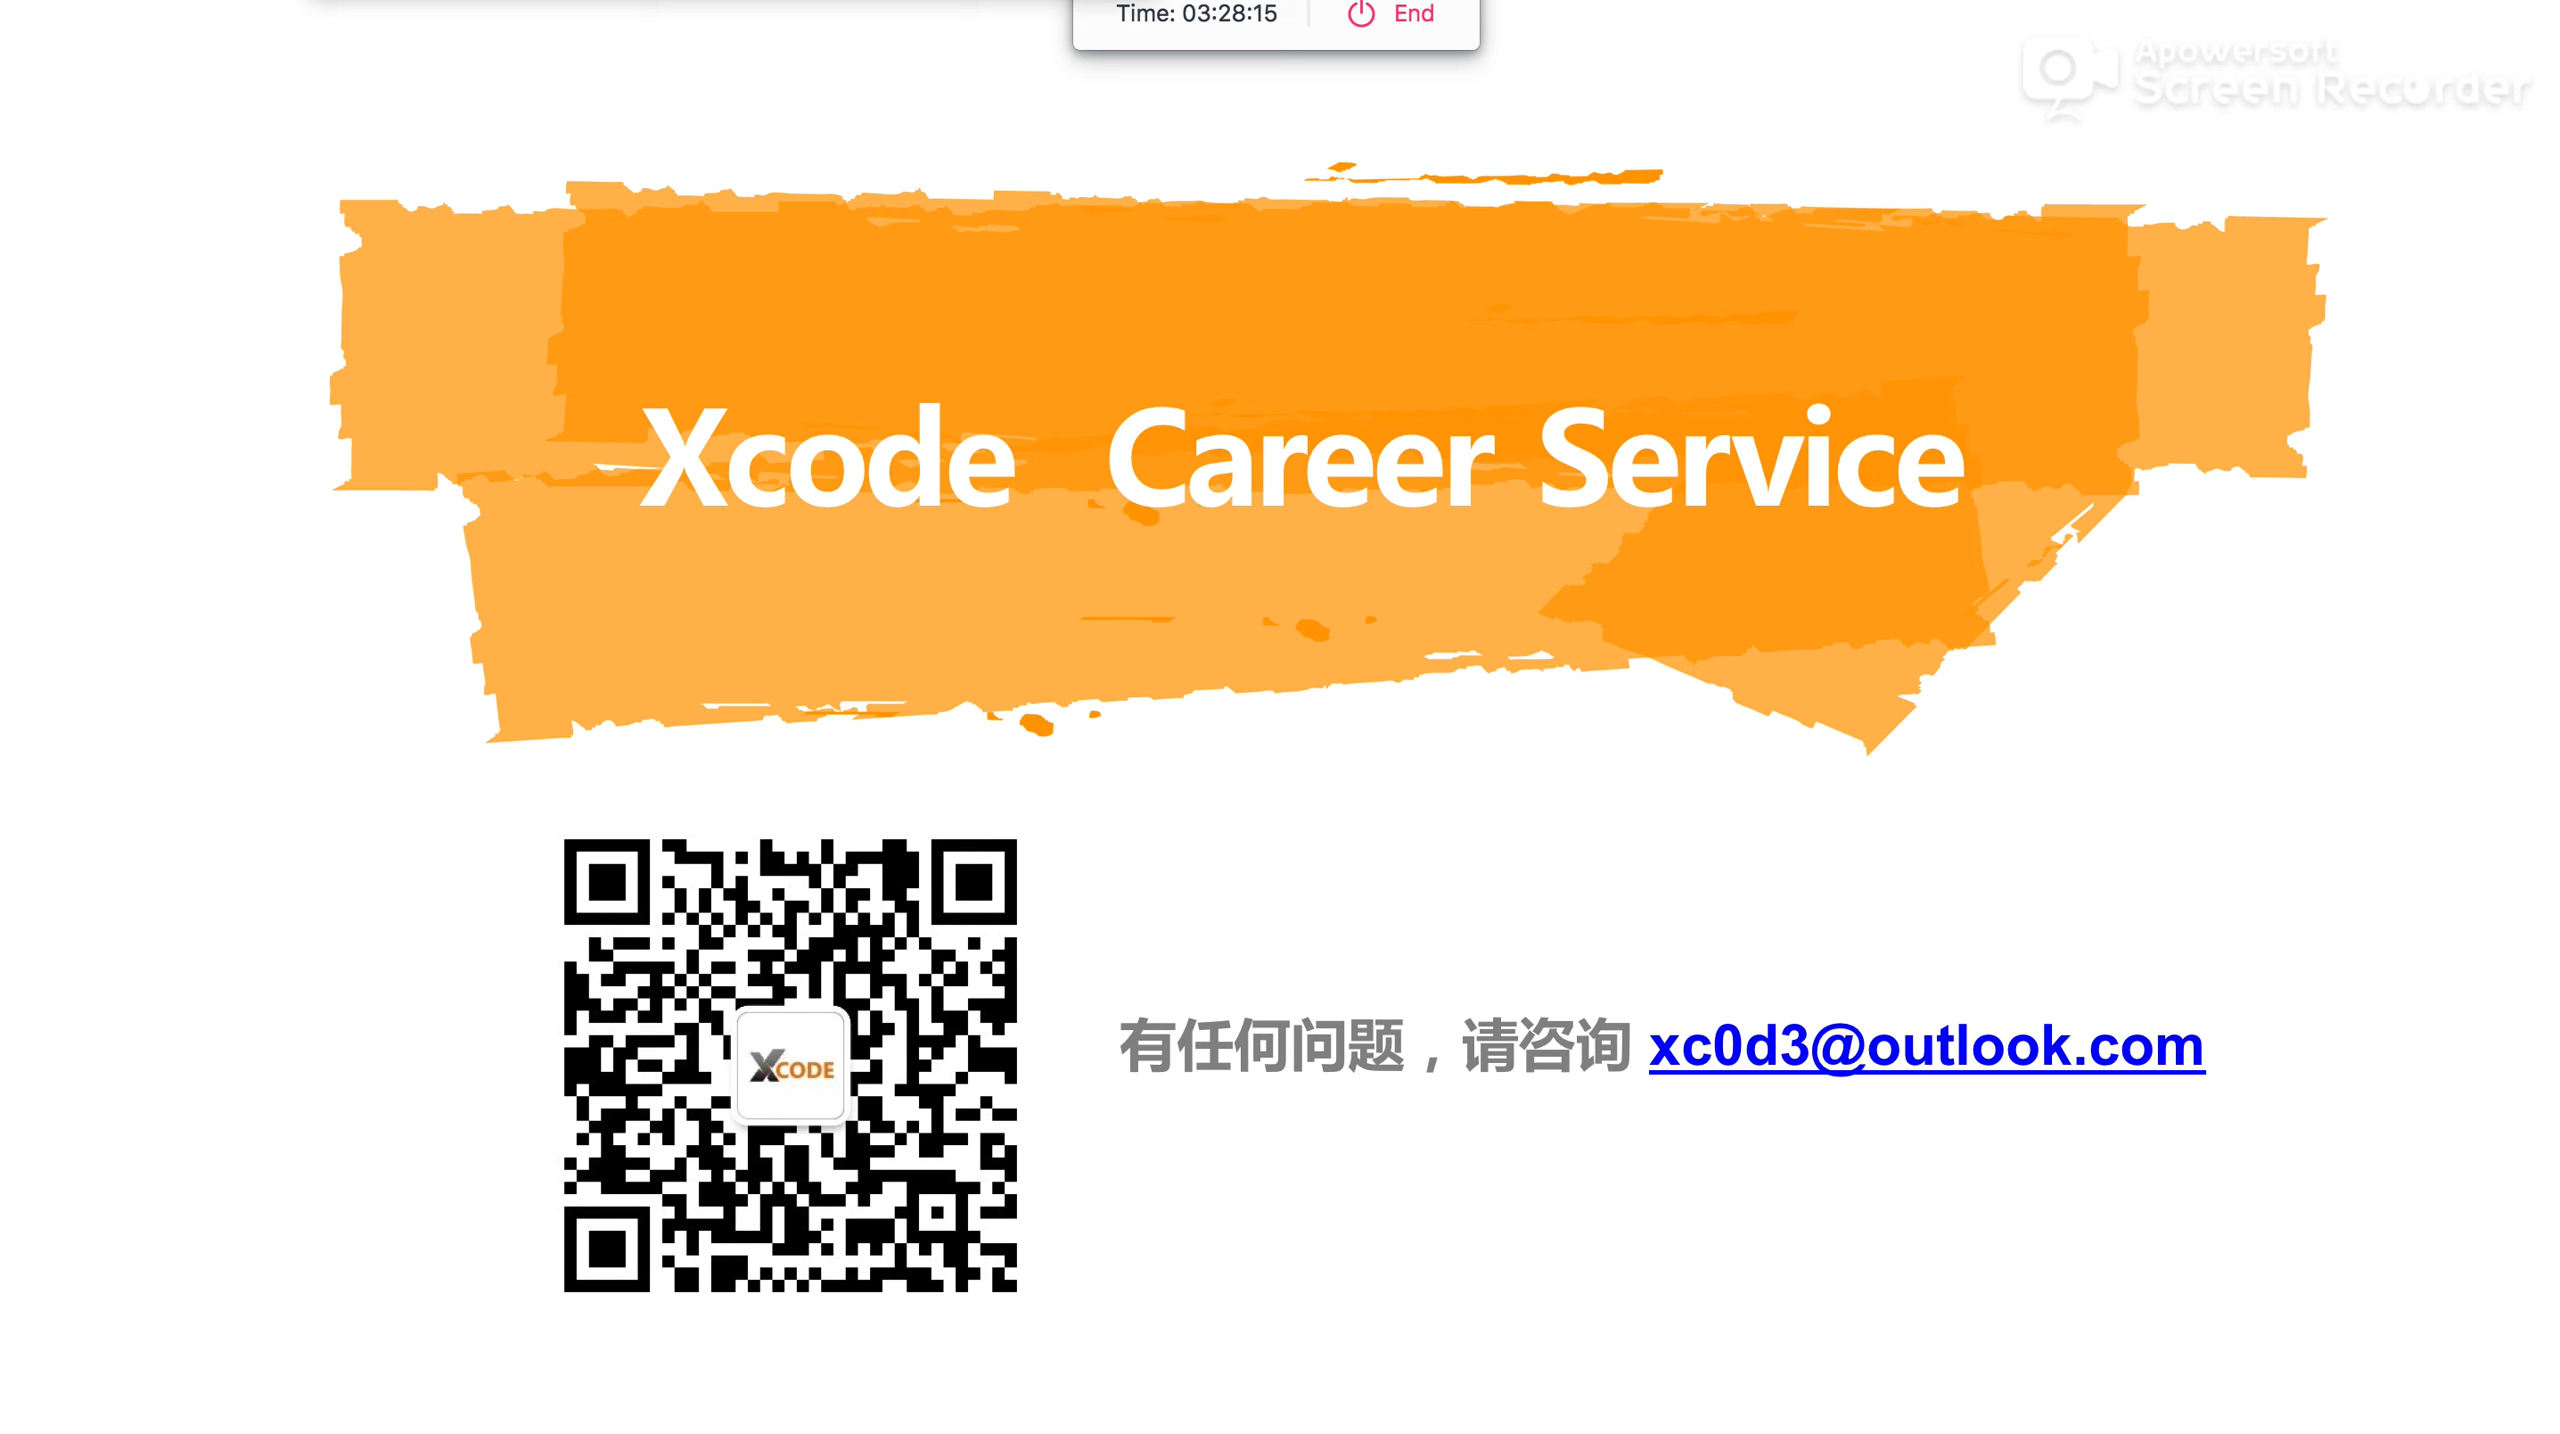 Time: 03:28:15 End
Apowersoft
Screen Recorder
Xcode Career Service
XCODE
有任何问题，请咨询 xc0d3@outlook.com